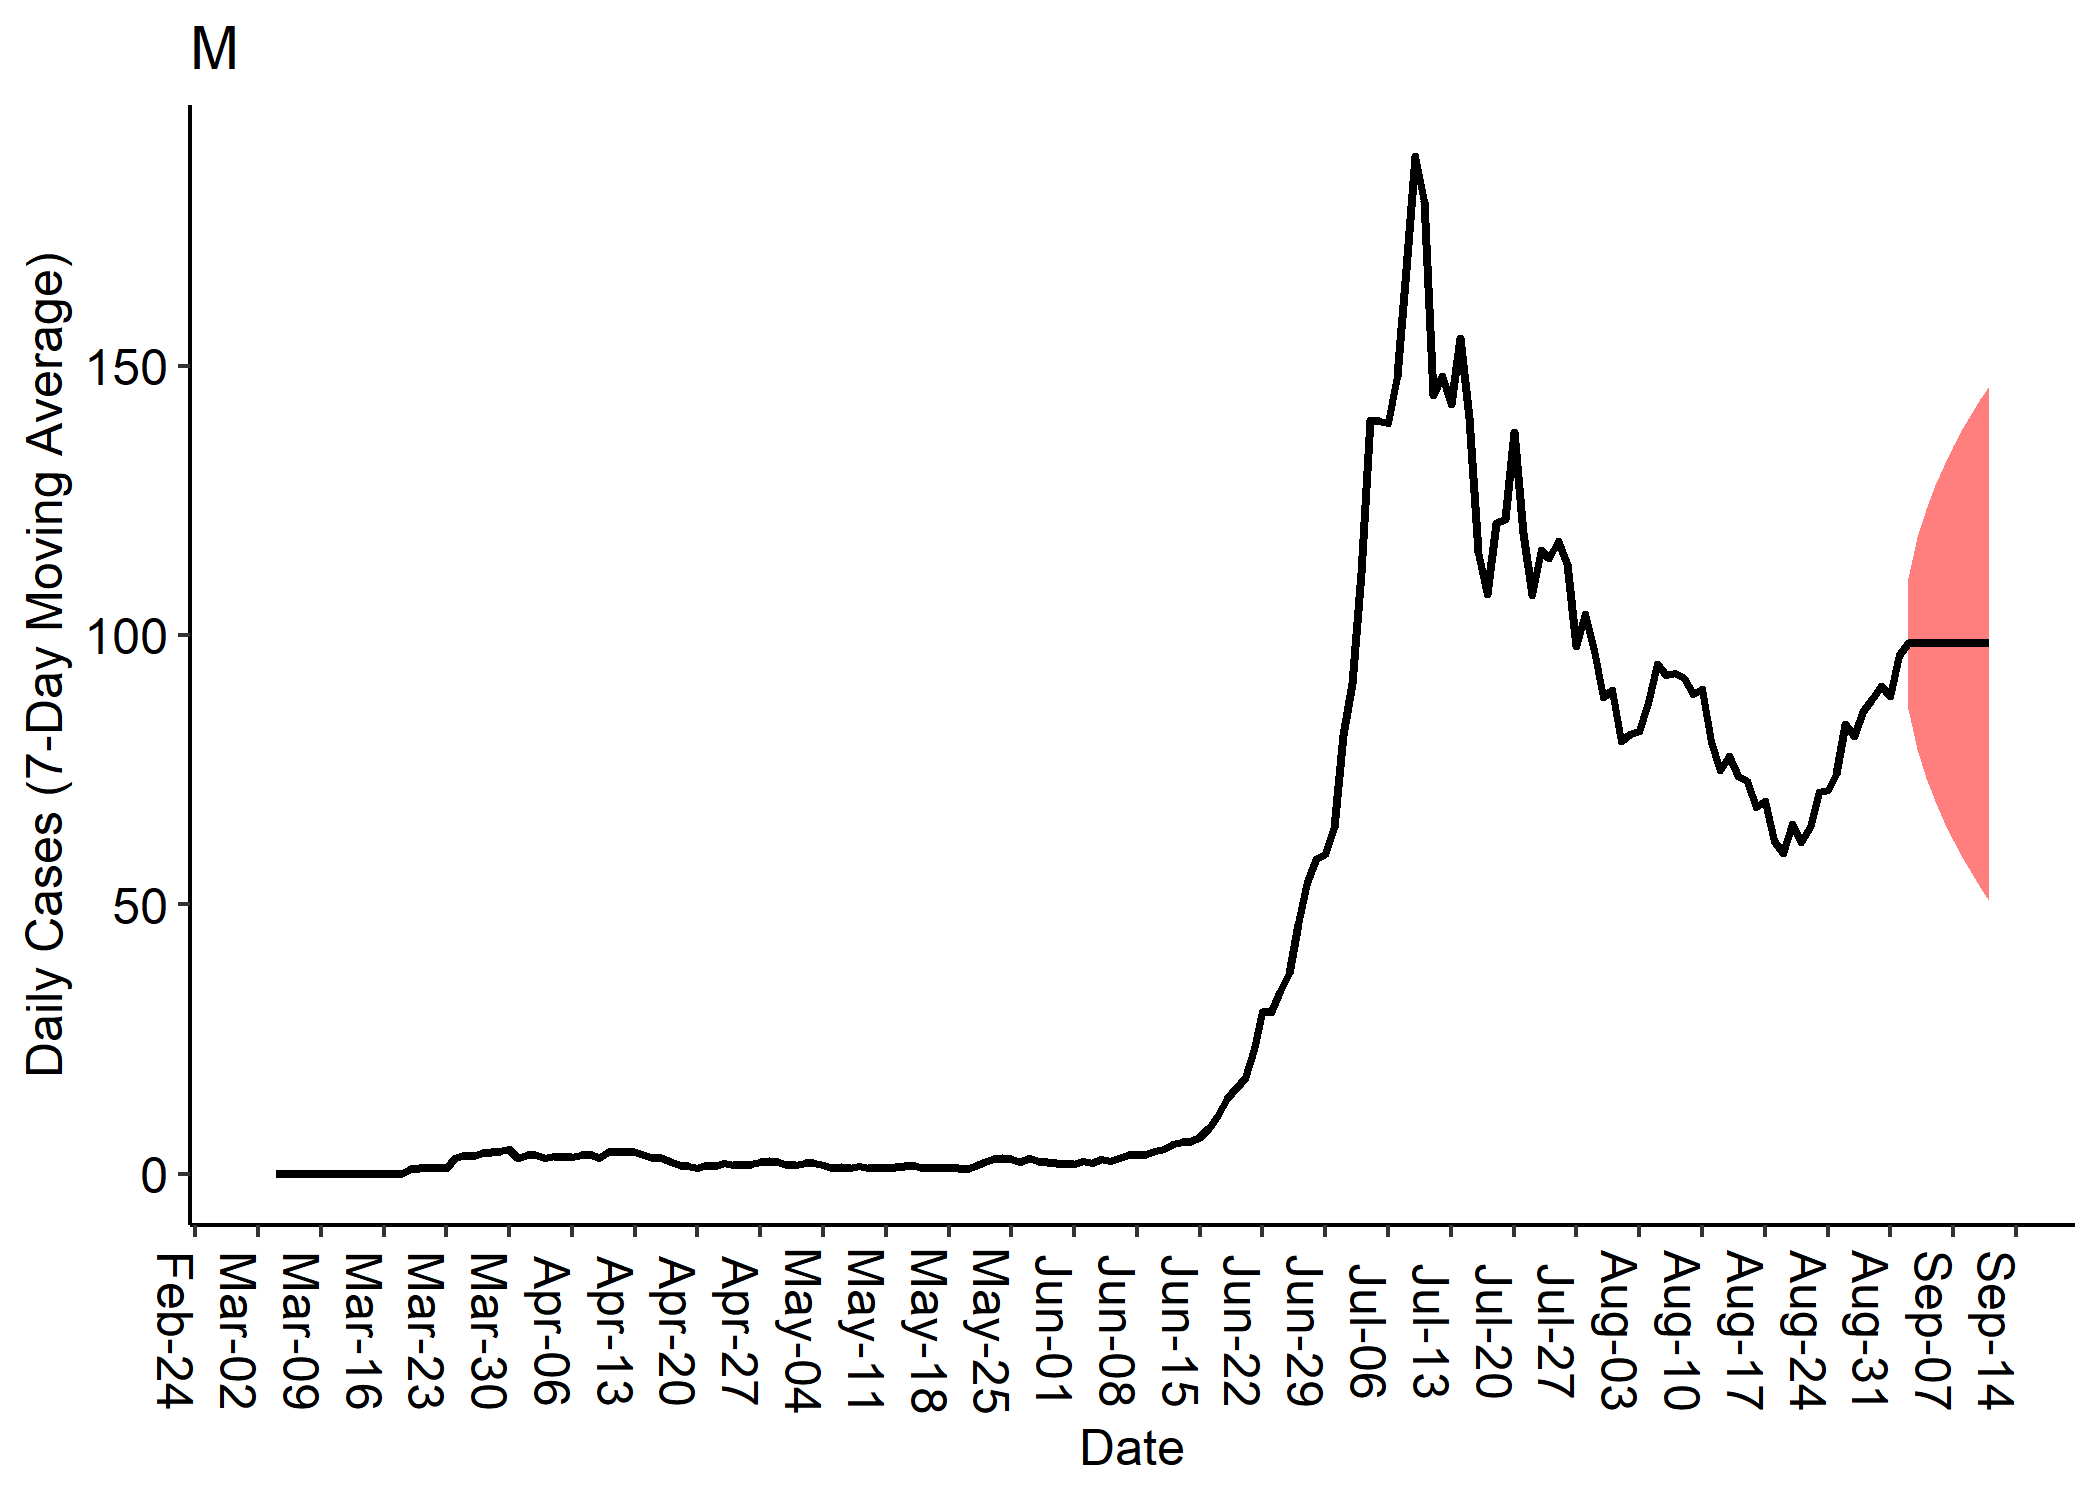 M
Daily Cases (7-Day Moving Average)
150
100
50
0
Feb-24
Mar-02
Mar-09
Mar-16
Mar-23
Mar-30
Apr-06
Apr-13
Apr-20
Apr-27
May-04
May-11
May-18
May-25
Jun-01
Jun-08
Jun-15
Jun-22
Jun-29
Jul-06
Jul-13
Jul-20
Jul-27
Aug-03
Aug-10
Aug-17
Aug-24
Aug-31
Sep-07
Sep-14
Date